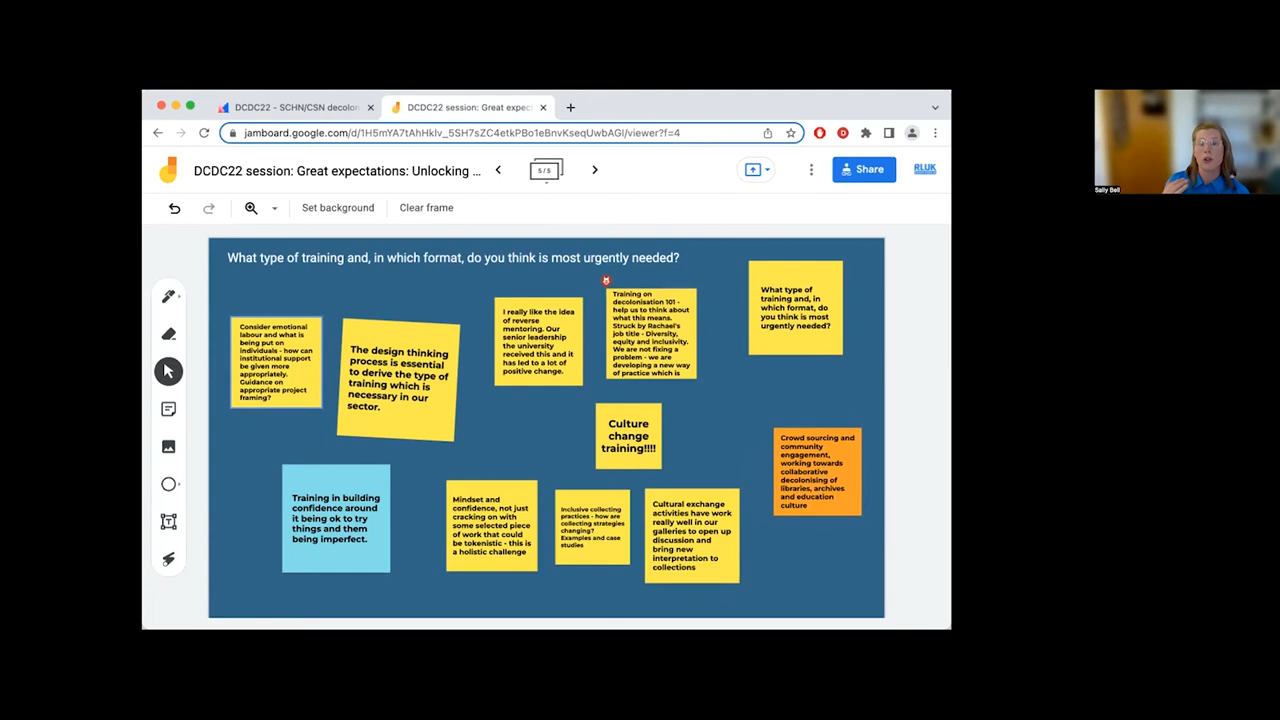 DCDC22 - SCHN/CSN decolon
DCDC22 session: Great expec
jamboard.google.com/d/1H5mYA7tAhHkIv_5SH7sZC4etkPBo1eBnvKseqUwbAGI/viewer?f=4
DCDC22 session: Great expectations: Unlocking ...
5/5
Share
RLUK
Set background
Clear frame
What type of training and, in which format, do you think is most urgently needed?
Consider emotional
labour and what is
being put on
individuals - how can
institutional support
be given more
appropriately.
Guidance on
appropriate project
framing?
The design thinking
process is essential
to derive the type of
training which is
necessary in our
sector.
I really like the idea
of reverse
mentoring. Our
senior leadership
the university
received this and it
has led to a lot of
positive change.
Training on
decolonisation 101 -
help us to think about
what this means.
Struck by Rachael's
job title - Diversity,
equity and inclusivity.
We are not fixing a
problem - we are
developing a new way
of practice which is
What type of
training and, in
which format, do
you think is most
urgently needed?
Culture
change
training!!!!
Crowd sourcing and
community
engagement,
working towards
collaborative
decolonising of
libraries, archives
and education
culture
Training in building
confidence around
it being ok to try
things and them
being imperfect.
Mindset and
confidence, not just
cracking on with
some selected piece
of work that could
be tokenistic - this is
a holistic challenge
Inclusive collecting
practices - how are
collecting strategies
changing?
Examples and case
studies
Cultural exchange
activities have work
really well in our
galleries to open up
discussion and
bring new
interpretation to
collections
Sally Bell